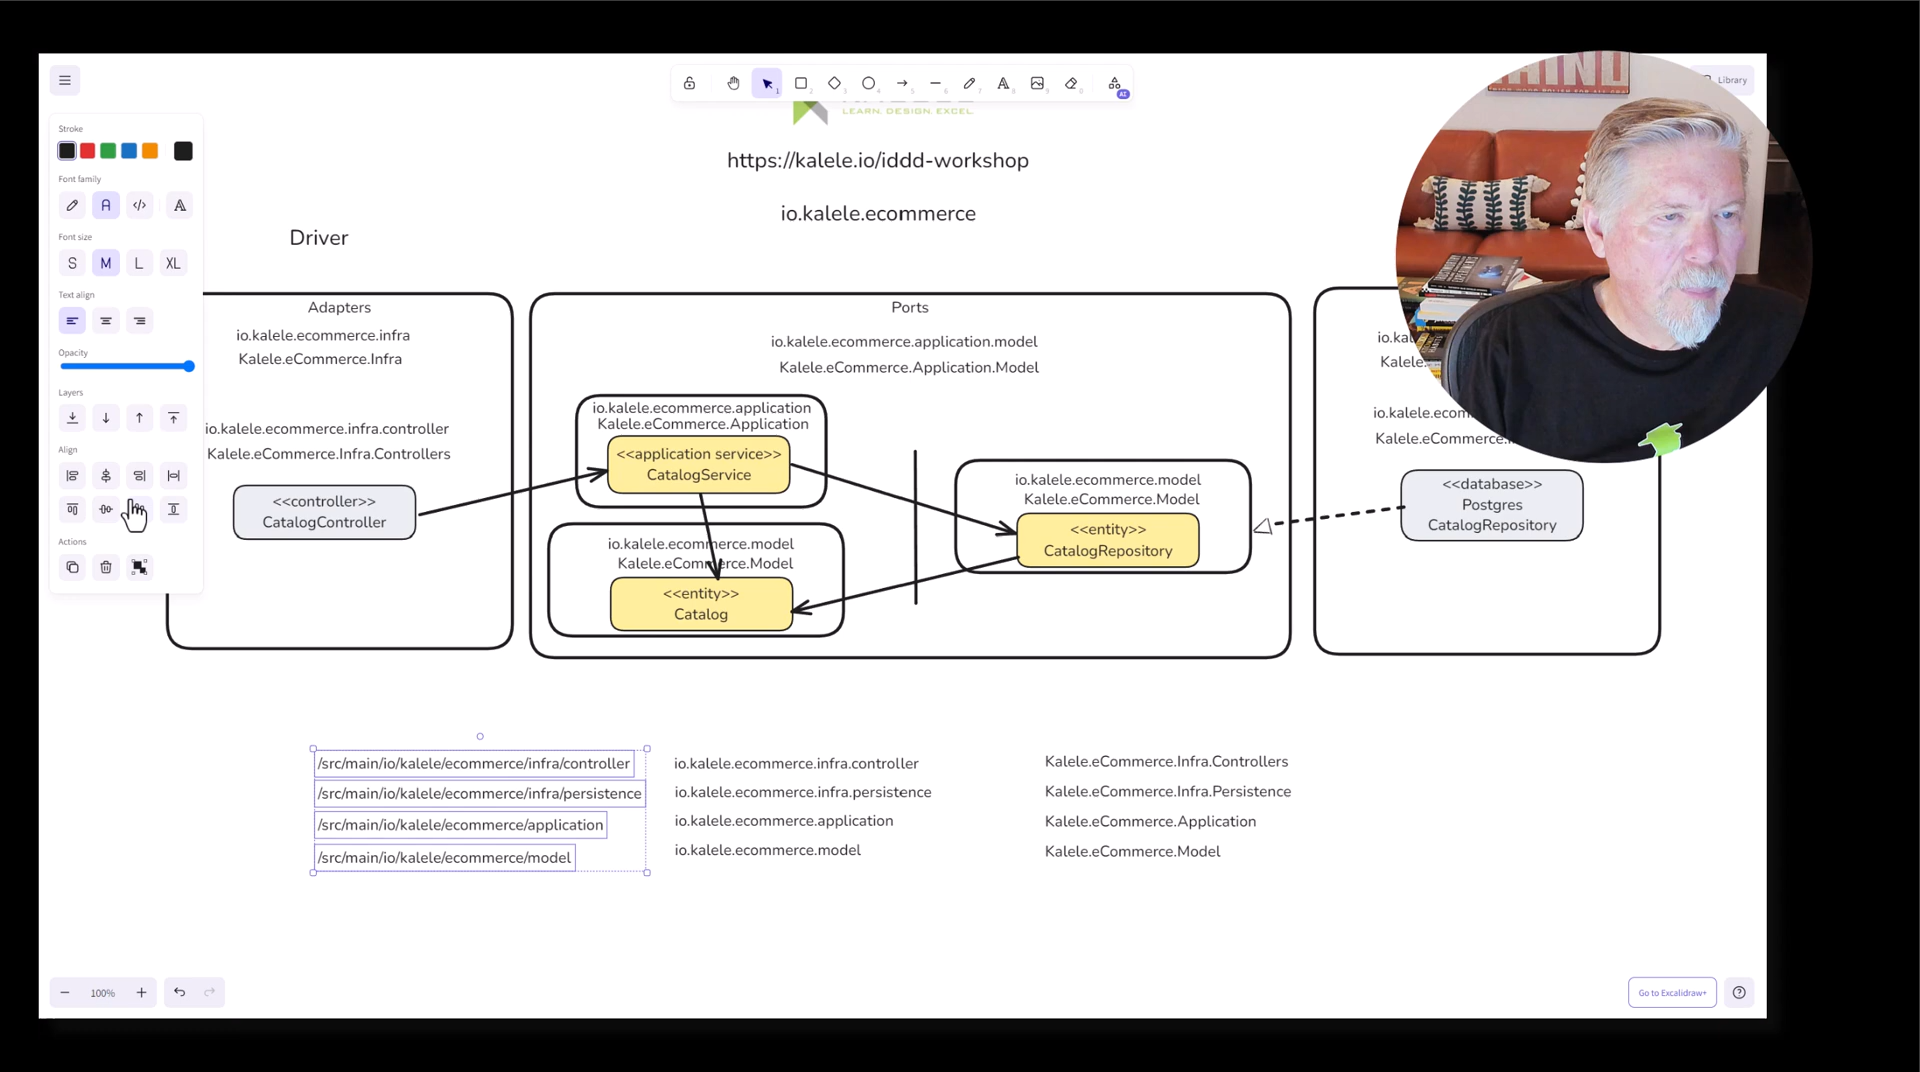 Library
LEARN. DESIGN. EXCEL.
https://kalele.io/iddd-workshop
io.kalele.ecommerce
Driver
Stroke
Font family
Font size
S M L XL
Text align
Opacity
Layers
Align
Actions
Adapters
io.kalele.ecommerce.infra
Kalele.eCommerce.Infra
io.kalele.ecommerce.infra.controller
Kalele.eCommerce.Infra.Controllers
<<controller>>
CatalogController
Ports
io.kalele.ecommerce.application.model
Kalele.eCommerce.Application.Model
io.kalele.ecommerce.application
Kalele.eCommerce.Application
<<application service>>
CatalogService
io.kalele.ecommerce.model
Kalele.eCommerce.Model
<<entity>>
Catalog
io.kalele.ecommerce.model
Kalele.eCommerce.Model
<<entity>>
CatalogRepository
<<database>>
Postgres
CatalogRepository
/src/main/io/kalele/ecommerce/infra/controller
/src/main/io/kalele/ecommerce/infra/persistence
/src/main/io/kalele/ecommerce/application
/src/main/io/kalele/ecommerce/model
io.kalele.ecommerce.infra.controller
io.kalele.ecommerce.infra.persistence
io.kalele.ecommerce.application
io.kalele.ecommerce.model
Kalele.eCommerce.Infra.Controllers
Kalele.eCommerce.Infra.Persistence
Kalele.eCommerce.Application
Kalele.eCommerce.Model
100%
Go to Excalidraw+